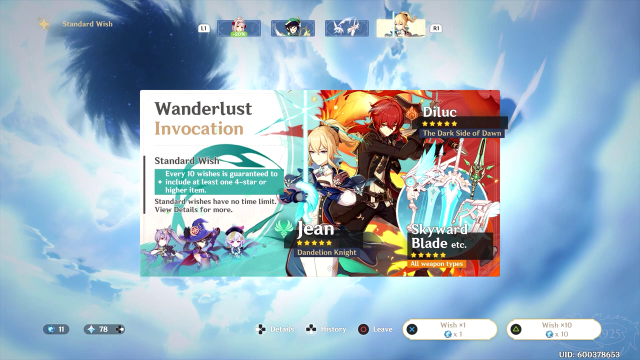 Standard Wish
L1
-20%
R1
Wanderlust
Invocation
Standard Wish
Every 10 wishes is guaranteed to
include at least one 4-star or
higher item.
Standard wishes have no time limit.
View Details for more.
Diluc
The Dark Side of Dawn
Jean
Dandelion Knight
Skyward
Blade etc.
All weapon types
11
78
Details
History
Leave
Wish ×1
x 1
Wish ×10
x 10
UID: 600378653